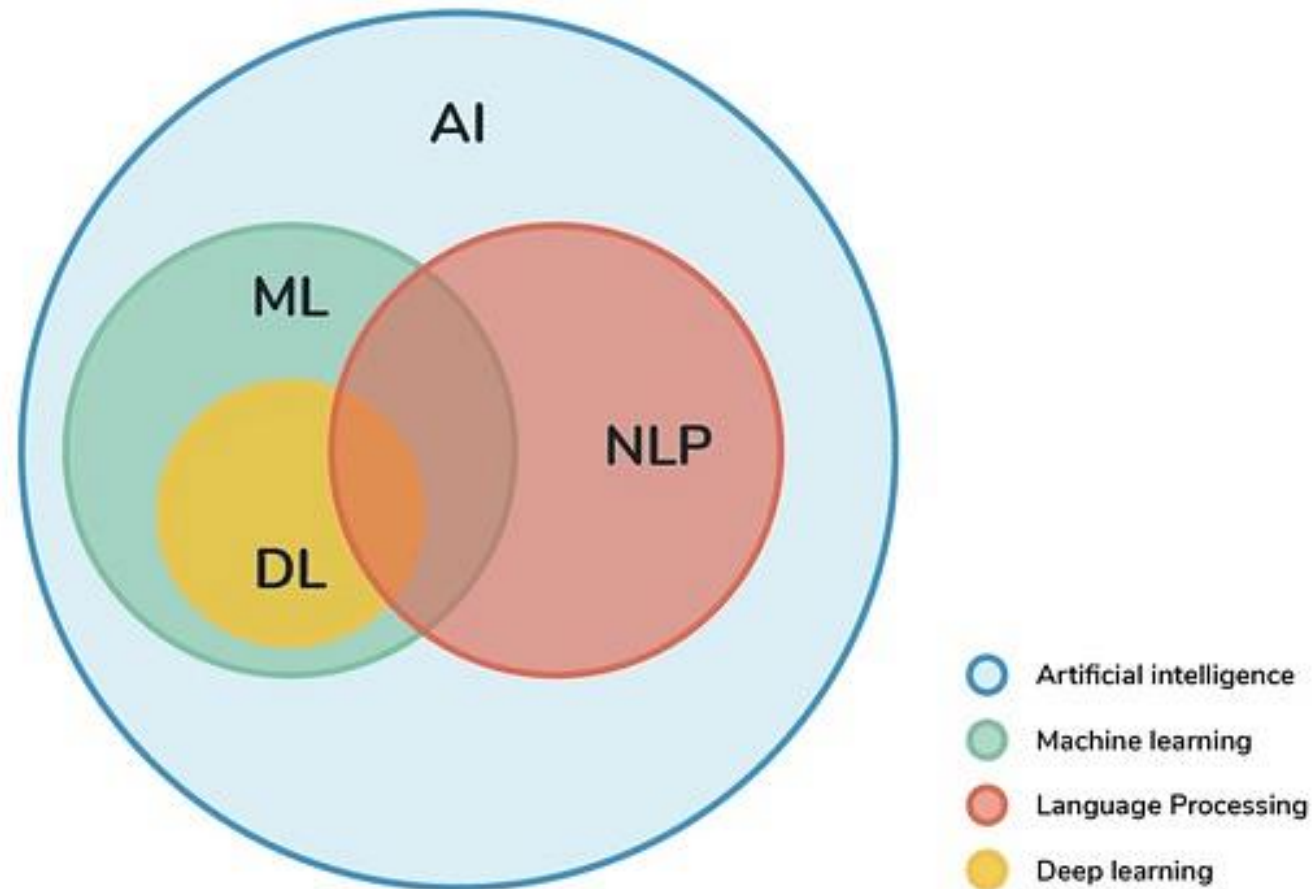 AI
ML
NLP
DL
Artificial intelligence
Machine learning
Language Processing
Deep learning